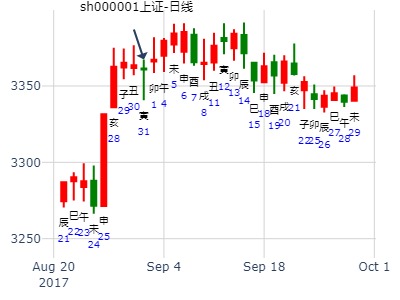 sh000001上证-日线
3350
3300
3250
辰
21
巳
22
午
23
未
24
申
25
亥
28
子
29
丑
30
寅
31
卯
1
午
4
未
5
申
6
酉
7
戌
8
丑
11
寅
12
卯
13
辰
14
巳
15
申
18
酉
19
戌
20
亥
21
子
22
卯
25
辰
26
巳
27
午
28
未
29
Aug 20
2017
Sep 4
Sep 18
Oct 1